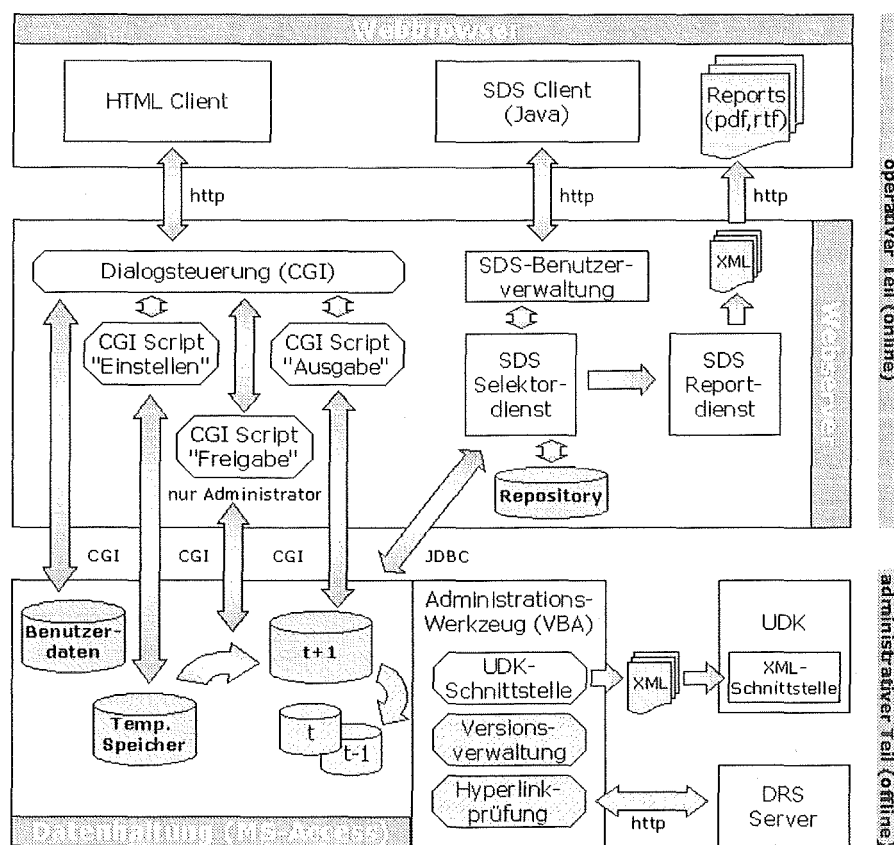 Webbrowser
HTML Client
SDS Client
(Java)
Reports
(pdf,rtf)
http
http
http
operativer Teil (online)
Dialogsteuerung (CGI)
SDS-Benutzer-
verwaltung
XML
CGI Script
"Einstellen"
CGI Script
"Ausgabe"
SDS
Selektor-
dienst
SDS
Report-
dienst
Webserver
CGI Script
"Freigabe"
nur Administrator
Repository
CGI
CGI
CGI
JDBC
Benutzer-
daten
t+1
Temp.
Speicher
t
t-1
Datenhaltung (MS-Access)
Administrations-
Werkzeug (VBA)
UDK-
Schnittstelle
Versions-
verwaltung
Hyperlink-
prüfung
XML
UDK
XML-
Schnittstelle
http
DRS
Server
administrativer Teil (offline)